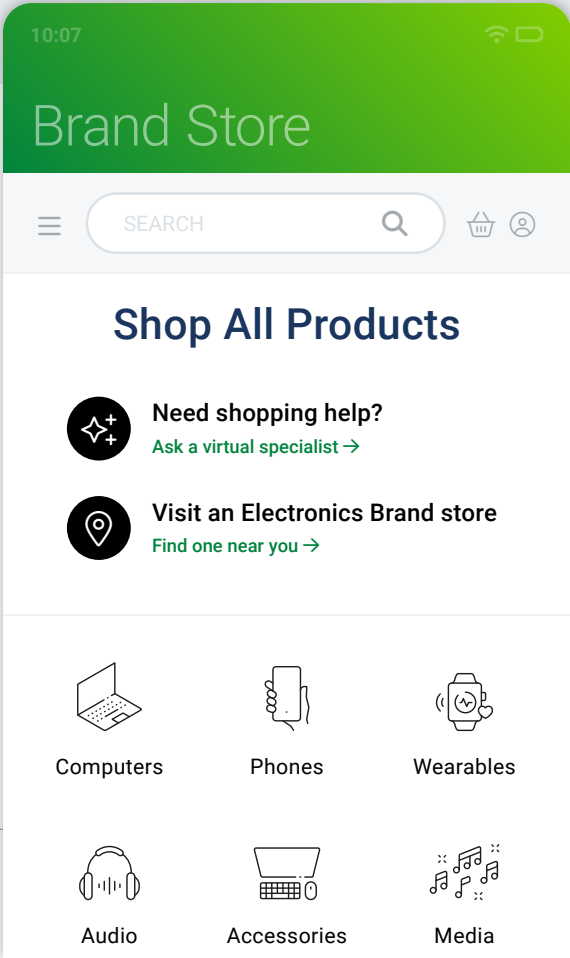 10:07
Brand Store
SEARCH
Shop All Products
Need shopping help?
Ask a virtual specialist →
Visit an Electronics Brand store
Find one near you →
Computers Phones Wearables
Audio Accessories Media